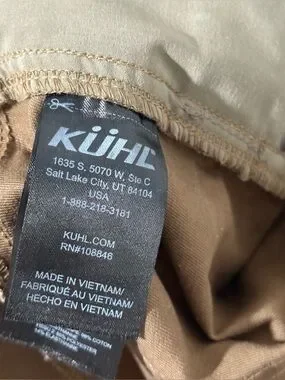 KÜHL
1635 S. 5070 W, Ste C
Salt Lake City, UT 84104
USA
1-888-218-3181
KUHL.COM
RN#108846
MADE IN VIETNAM/
FABRIQUÉ AU VIETNAM/
HECHO EN VIETNAM